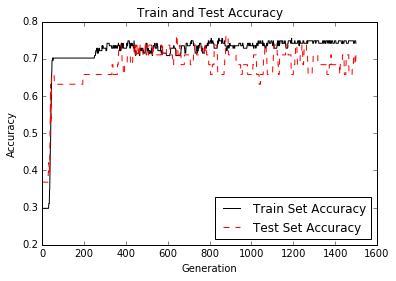 Train and Test Accuracy
0.8
0.7
0.6
0.5
0.4
0.3
0.2
Accuracy
Train Set Accuracy
Test Set Accuracy
0 200 400 600 800 1000 1200 1400 1600
Generation